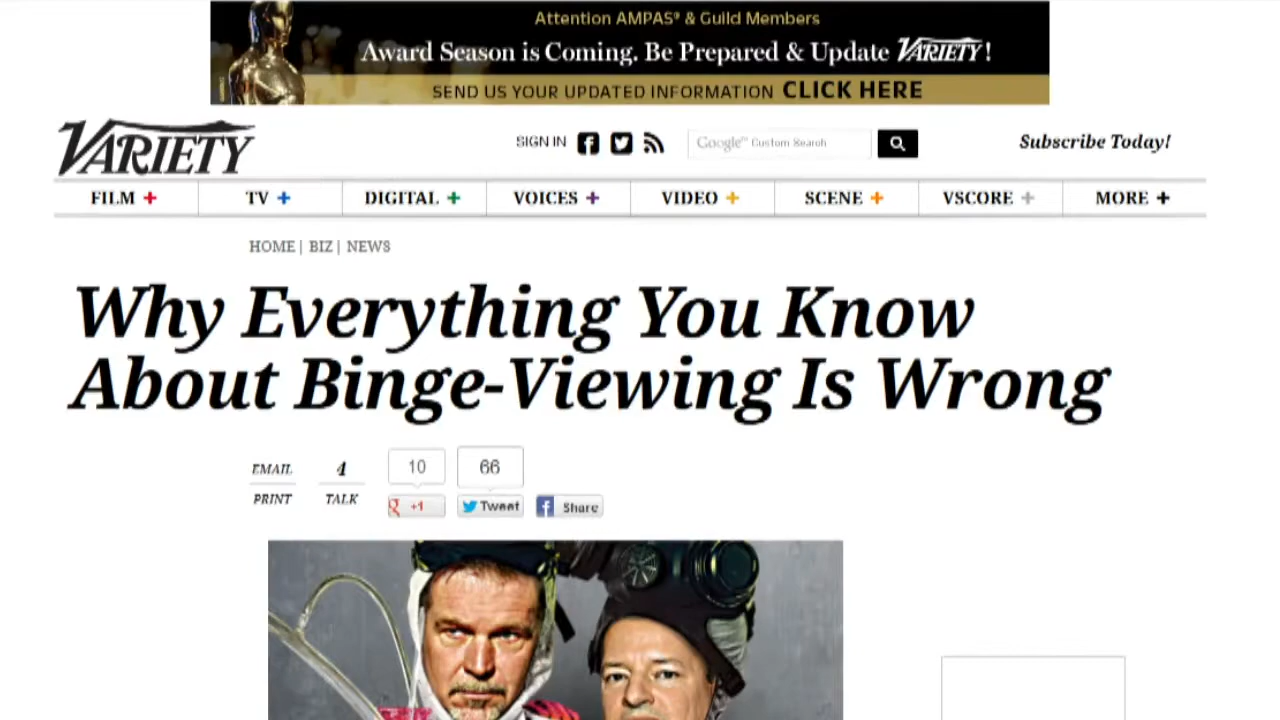 Attention AMPAS® & Guild Members
Award Season is Coming. Be Prepared & Update VARIETY!
SEND US YOUR UPDATED INFORMATION CLICK HERE
VARIETY
SIGN IN
Google™ Custom Search
Subscribe Today!
FILM +
TV +
DIGITAL +
VOICES +
VIDEO +
SCENE +
VSCORE +
MORE +
HOME | BIZ | NEWS
Why Everything You Know
About Binge-Viewing Is Wrong
EMAIL
PRINT
4
TALK
10
+1
66
Tweet
Share